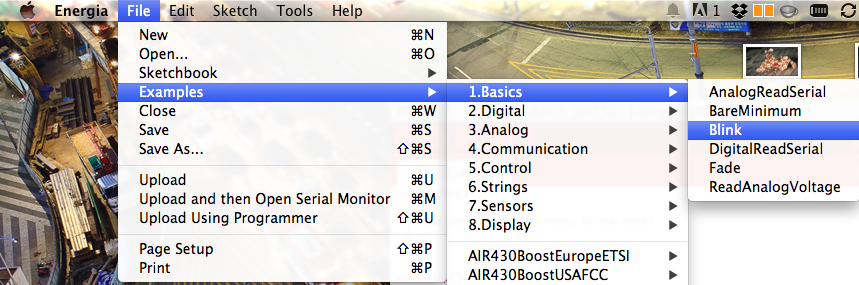 Energia File Edit Sketch Tools Help 1
New ⌘N
Open... ⌘O
Sketchbook ▶
Examples ▶
Close ⌘W
Save ⌘S
Save As... ⇧⌘S
Upload ⌘U
Upload and then Open Serial Monitor ⌘M
Upload Using Programmer ⇧⌘U
Page Setup ⇧⌘P
Print ⌘P
1.Basics ▶
2.Digital ▶
3.Analog ▶
4.Communication ▶
5.Control ▶
6.Strings ▶
7.Sensors ▶
8.Display ▶
AIR430BoostEuropeETSI ▶
AIR430BoostUSAFCC ▶
AnalogReadSerial
BareMinimum
Blink
DigitalReadSerial
Fade
ReadAnalogVoltage